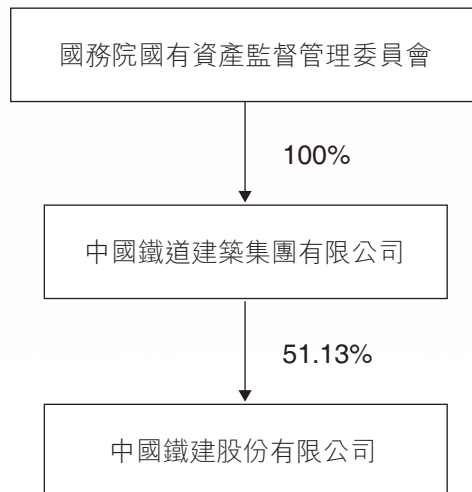 國務院國有資產監督管理委員會
100%
中國鐵道建築集團有限公司
51.13%
中國鐵建股份有限公司